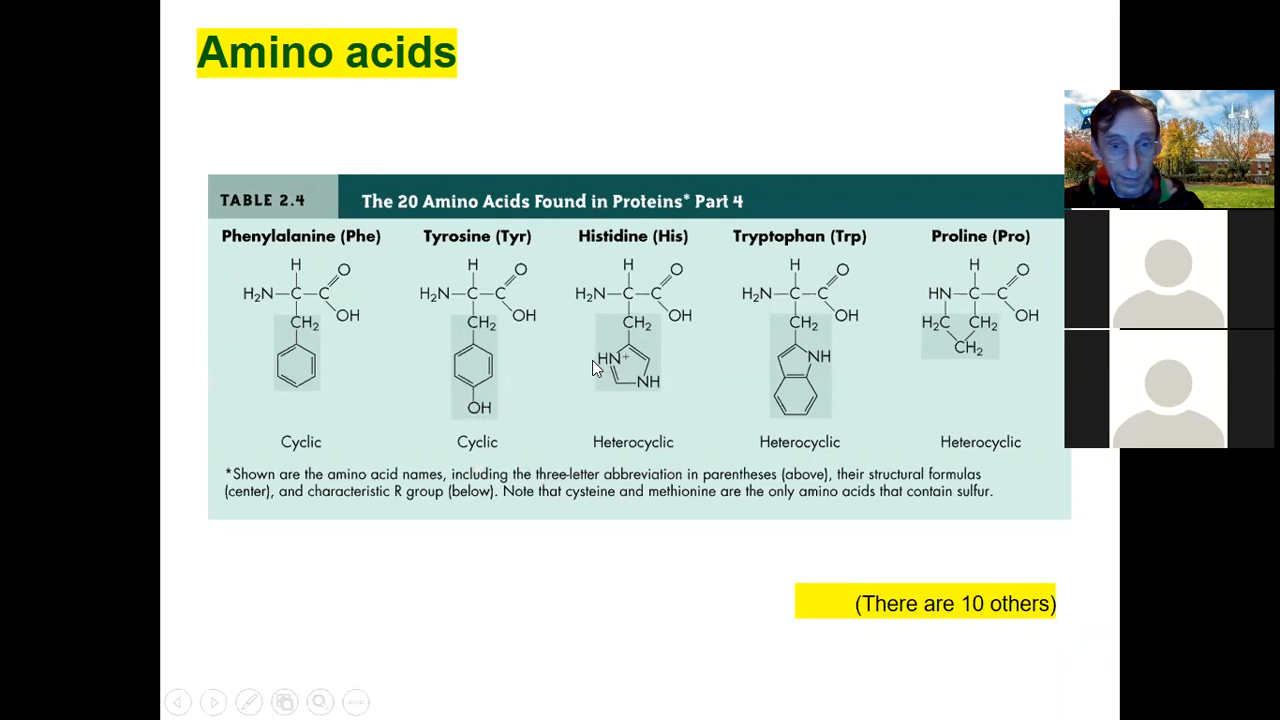 Amino acids
TABLE 2.4
The 20 Amino Acids Found in Proteins* Part 4
Phenylalanine (Phe)
Tyrosine (Tyr)
Histidine (His)
Tryptophan (Trp)
Proline (Pro)
H
O
H₂N
C
C
OH
CH₂
H
O
H₂N
C
C
OH
CH₂
OH
H
O
H₂N
C
C
OH
CH₂
HN+
NH
H
O
H₂N
C
C
OH
CH₂
NH
H
O
HN
C
C
OH
H₂C
CH₂
CH₂
Cyclic
Cyclic
Heterocyclic
Heterocyclic
Heterocyclic
*Shown are the amino acid names, including the three-letter abbreviation in parentheses (above), their structural formulas
(center), and characteristic R group (below). Note that cysteine and methionine are the only amino acids that contain sulfur.
(There are 10 others)